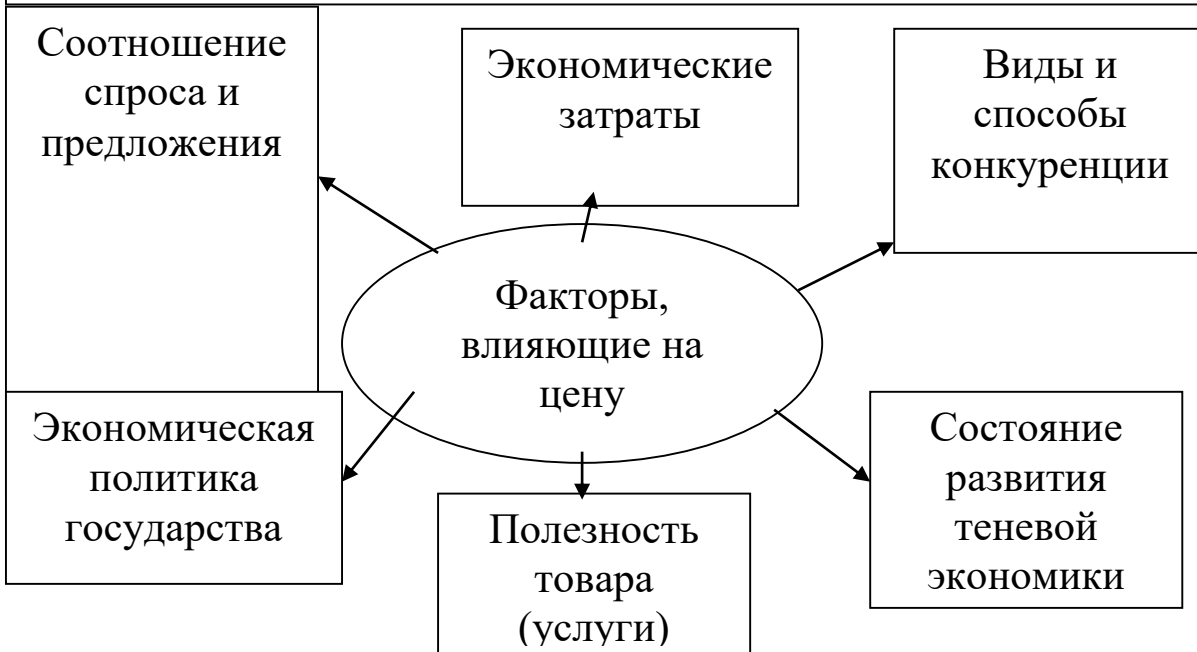 Соотношение
спроса и
предложения
Экономические
затраты
Виды и
способы
конкуренции
Факторы,
влияющие на
цену
Экономическая
политика
государства
Полезность
товара
(услуги)
Состояние
развития
теневой
экономики